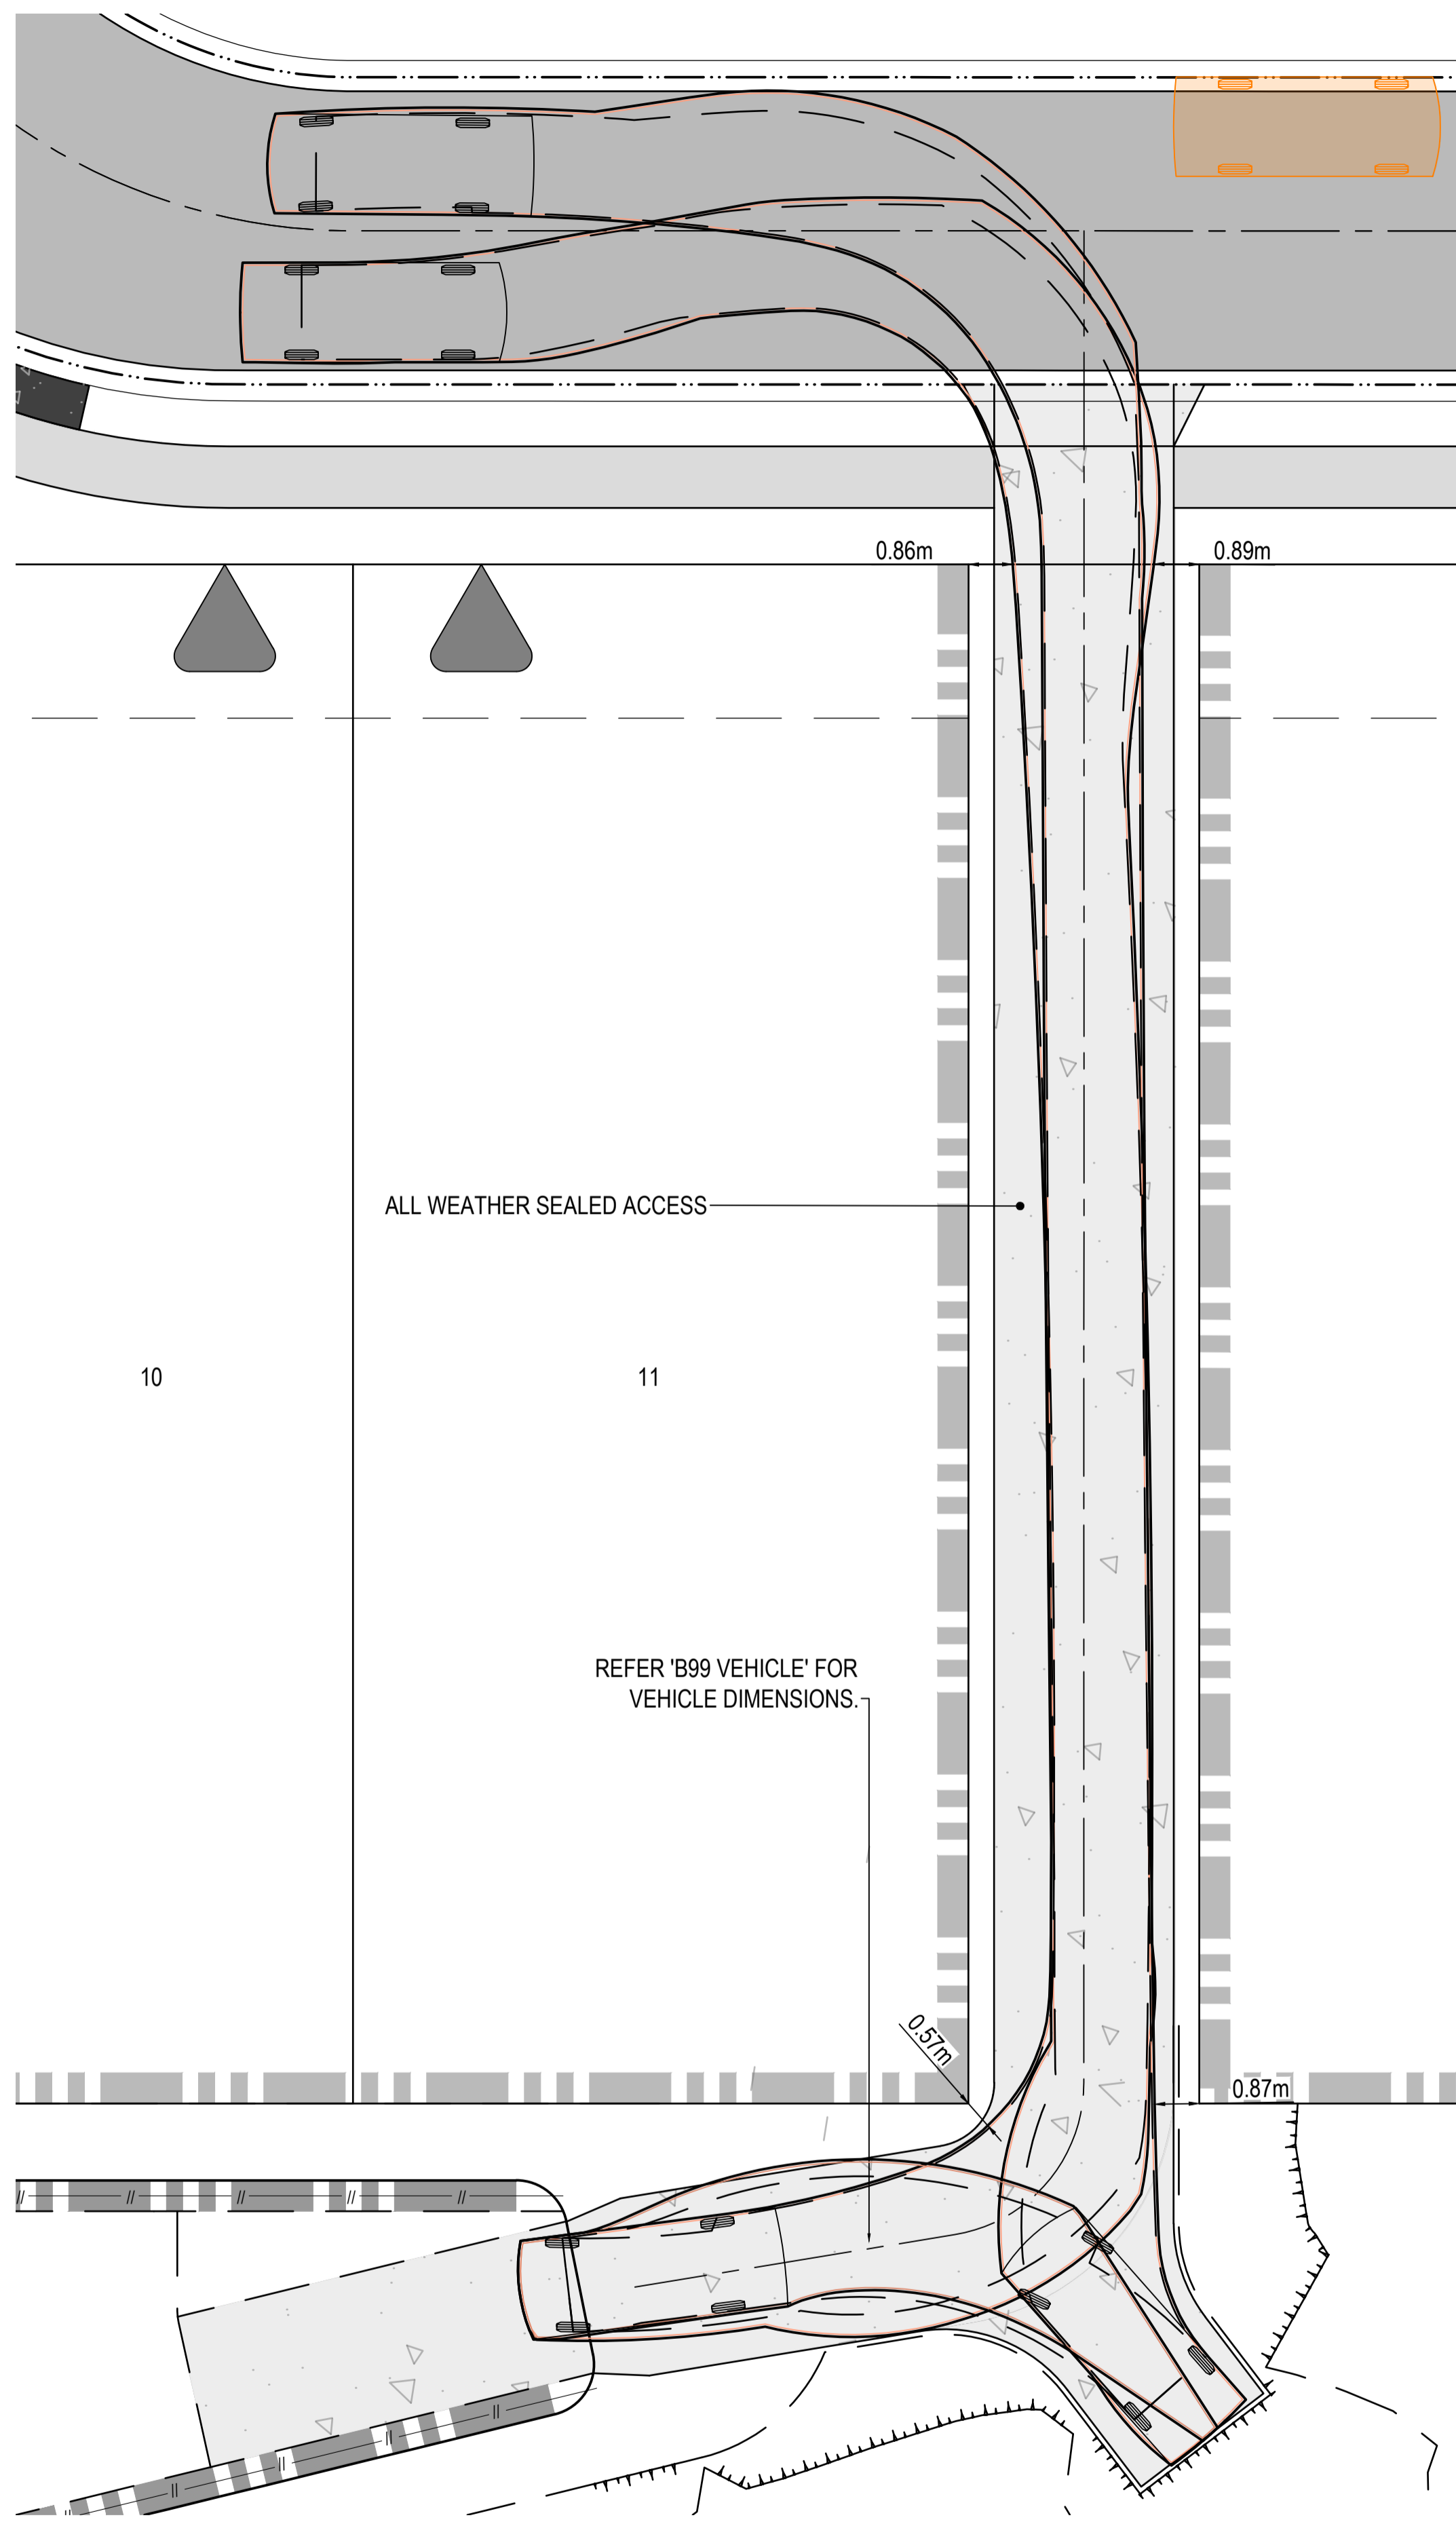 0.86m
0.89m
ALL WEATHER SEALED ACCESS
10
11
REFER 'B99 VEHICLE' FOR
VEHICLE DIMENSIONS.
0.57m
0.87m